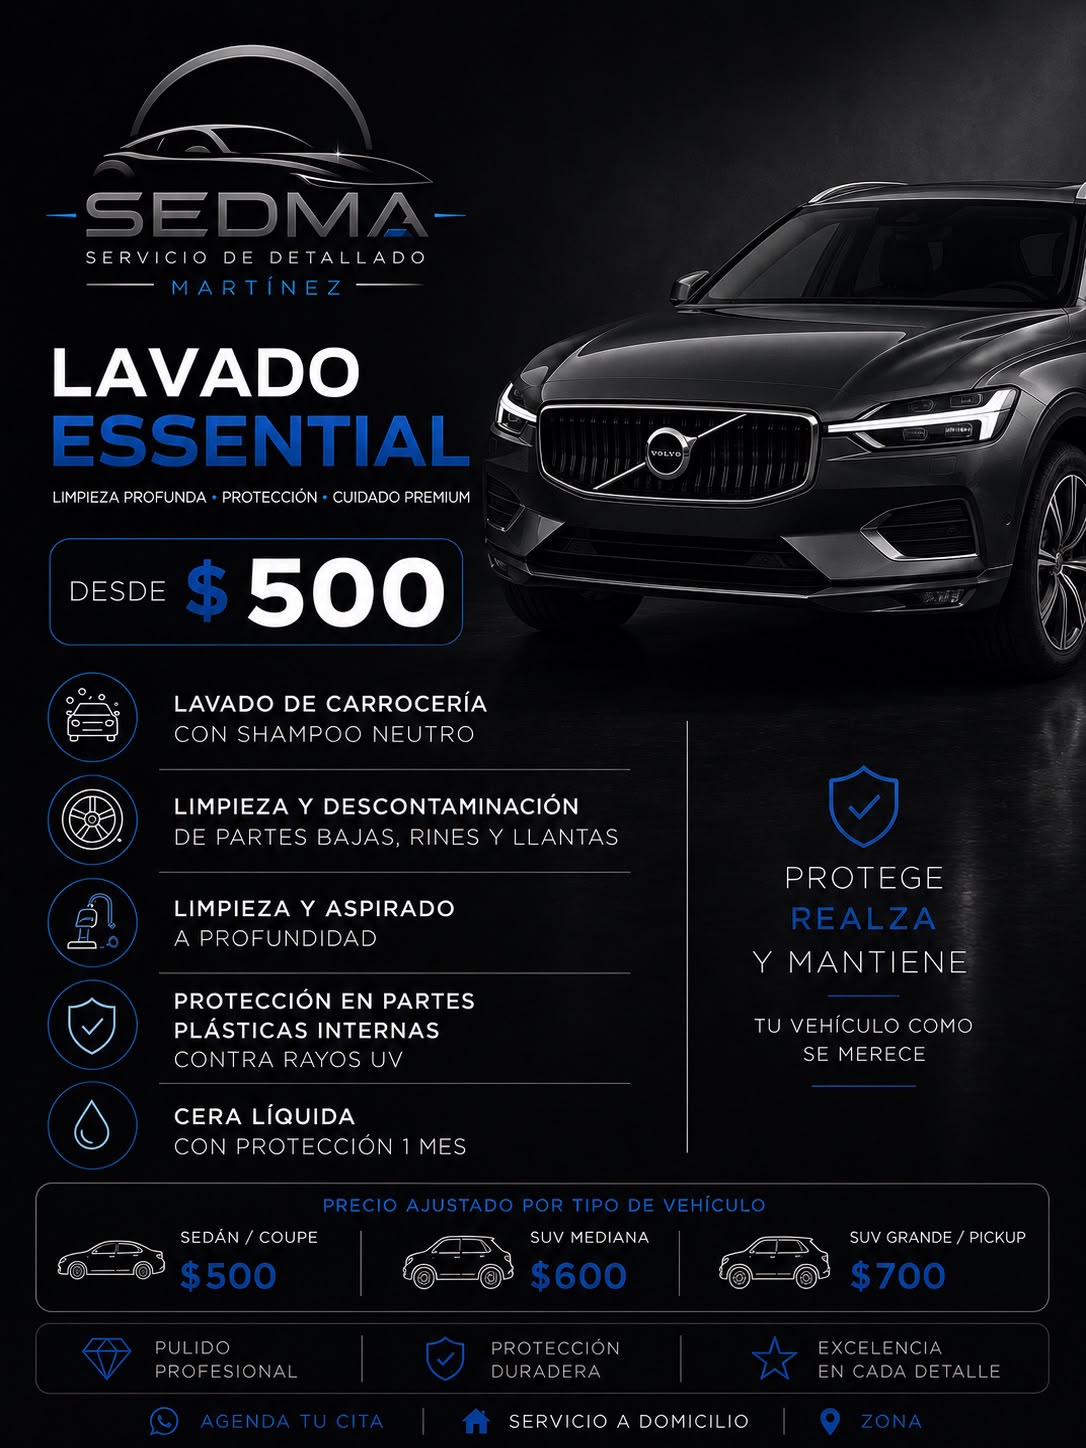 SEDMA
SERVICIO DE DETALLADO
MARTÍNEZ
LAVADO
ESSENTIAL
LIMPIEZA PROFUNDA • PROTECCIÓN • CUIDADO PREMIUM
DESDE $ 500
VOLVO
LAVADO DE CARROCERÍA
CON SHAMPOO NEUTRO
LIMPIEZA Y DESCONTAMINACIÓN
DE PARTES BAJAS, RINES Y LLANTAS
LIMPIEZA Y ASPIRADO
A PROFUNDIDAD
PROTECCIÓN EN PARTES
PLÁSTICAS INTERNAS
CONTRA RAYOS UV
CERA LÍQUIDA
CON PROTECCIÓN 1 MES
PROTEGE
REALZA
Y MANTIENE
TU VEHÍCULO COMO
SE MERECE
PRECIO AJUSTADO POR TIPO DE VEHÍCULO
SEDÁN / COUPE
$500
SUV MEDIANA
$600
SUV GRANDE / PICKUP
$700
PULIDO
PROFESIONAL
PROTECCIÓN
DURADERA
EXCELENCIA
EN CADA DETALLE
AGENDA TU CITA
SERVICIO A DOMICILIO
ZONA